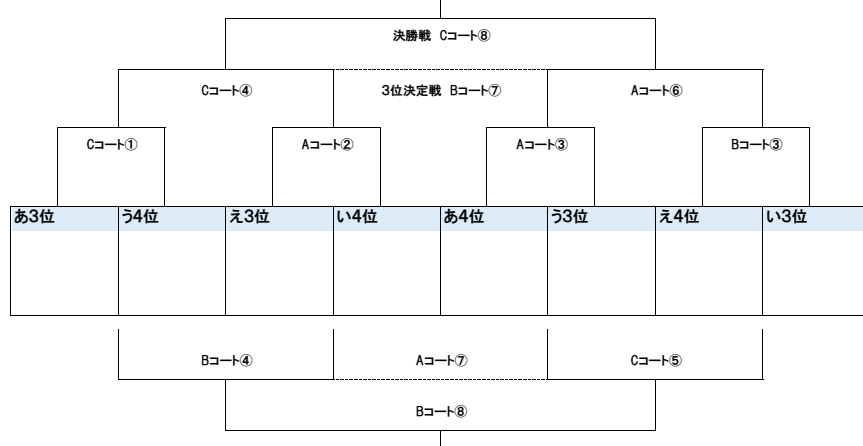 決勝戦 Cコート⑧
Cコート④
3位決定戦 Bコート⑦
Aコート⑥
Cコート①
Aコート②
Aコート③
Bコート③
あ3位
う4位
え3位
い4位
あ4位
う3位
え4位
い3位
Bコート④
Aコート⑦
Cコート⑤
Bコート⑧